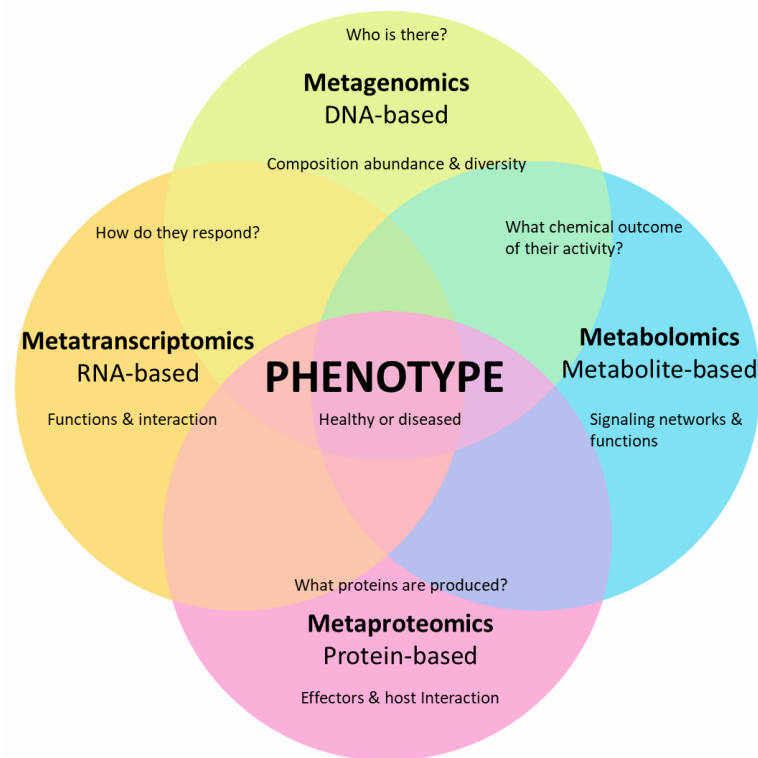 Who is there?
Metagenomics
DNA-based
Composition abundance & diversity
How do they respond?
What chemical outcome
of their activity?
Metatranscriptomics
RNA-based
Functions & interaction
PHENOTYPE
Healthy or diseased
Metabolomics
Metabolite-based
Signaling networks &
functions
What proteins are produced?
Metaproteomics
Protein-based
Effectors & host Interaction